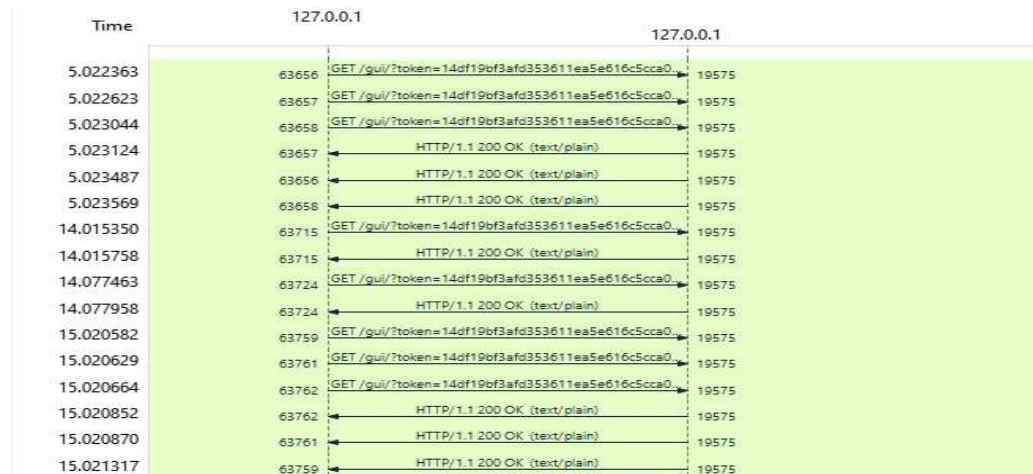 Time 127.0.0.1 127.0.0.1
5.022363 63656 GET /gui/?token=14df19bf3afd353611ea5e616c5cca0... 19575
5.022623 63657 GET /gui/?token=14df19bf3afd353611ea5e616c5cca0... 19575
5.023044 63658 GET /gui/?token=14df19bf3afd353611ea5e616c5cca0... 19575
5.023124 63657 HTTP/1.1 200 OK (text/plain) 19575
5.023487 63656 HTTP/1.1 200 OK (text/plain) 19575
5.023569 63658 HTTP/1.1 200 OK (text/plain) 19575
14.015350 63715 GET /gui/?token=14df19bf3afd353611ea5e616c5cca0... 19575
14.015758 63715 HTTP/1.1 200 OK (text/plain) 19575
14.077463 63724 GET /gui/?token=14df19bf3afd353611ea5e616c5cca0... 19575
14.077958 63724 HTTP/1.1 200 OK (text/plain) 19575
15.020582 63759 GET /gui/?token=14df19bf3afd353611ea5e616c5cca0... 19575
15.020629 63761 GET /gui/?token=14df19bf3afd353611ea5e616c5cca0... 19575
15.020664 63762 GET /gui/?token=14df19bf3afd353611ea5e616c5cca0... 19575
15.020852 63762 HTTP/1.1 200 OK (text/plain) 19575
15.020870 63761 HTTP/1.1 200 OK (text/plain) 19575
15.021317 63759 HTTP/1.1 200 OK (text/plain) 19575